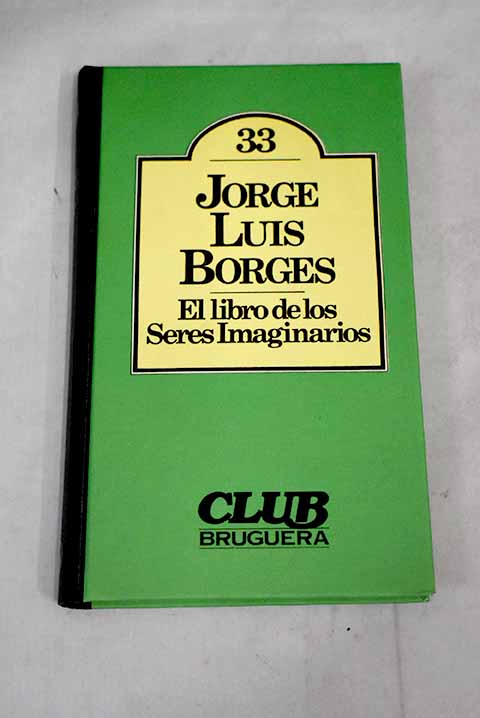 33
JORGE
LUIS
BORGES
El libro de los
Seres Imaginarios
CLUB
BRUGUERA